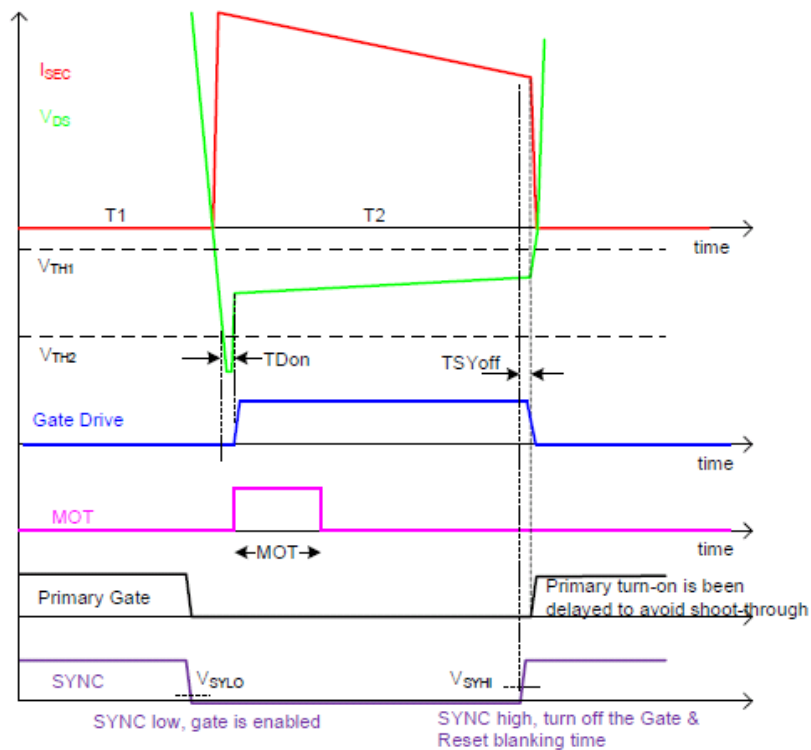 ISEC
VDS
T1
T2
time
VTH1
VTH2
TDon
TSYoff
Gate Drive
time
MOT
time
MOT
Primary Gate
Primary turn-on is been
delayed to avoid shoot-through
SYNC
VSYLO
VSYHI
SYNC low, gate is enabled
SYNC high, turn off the Gate &
Reset blanking time